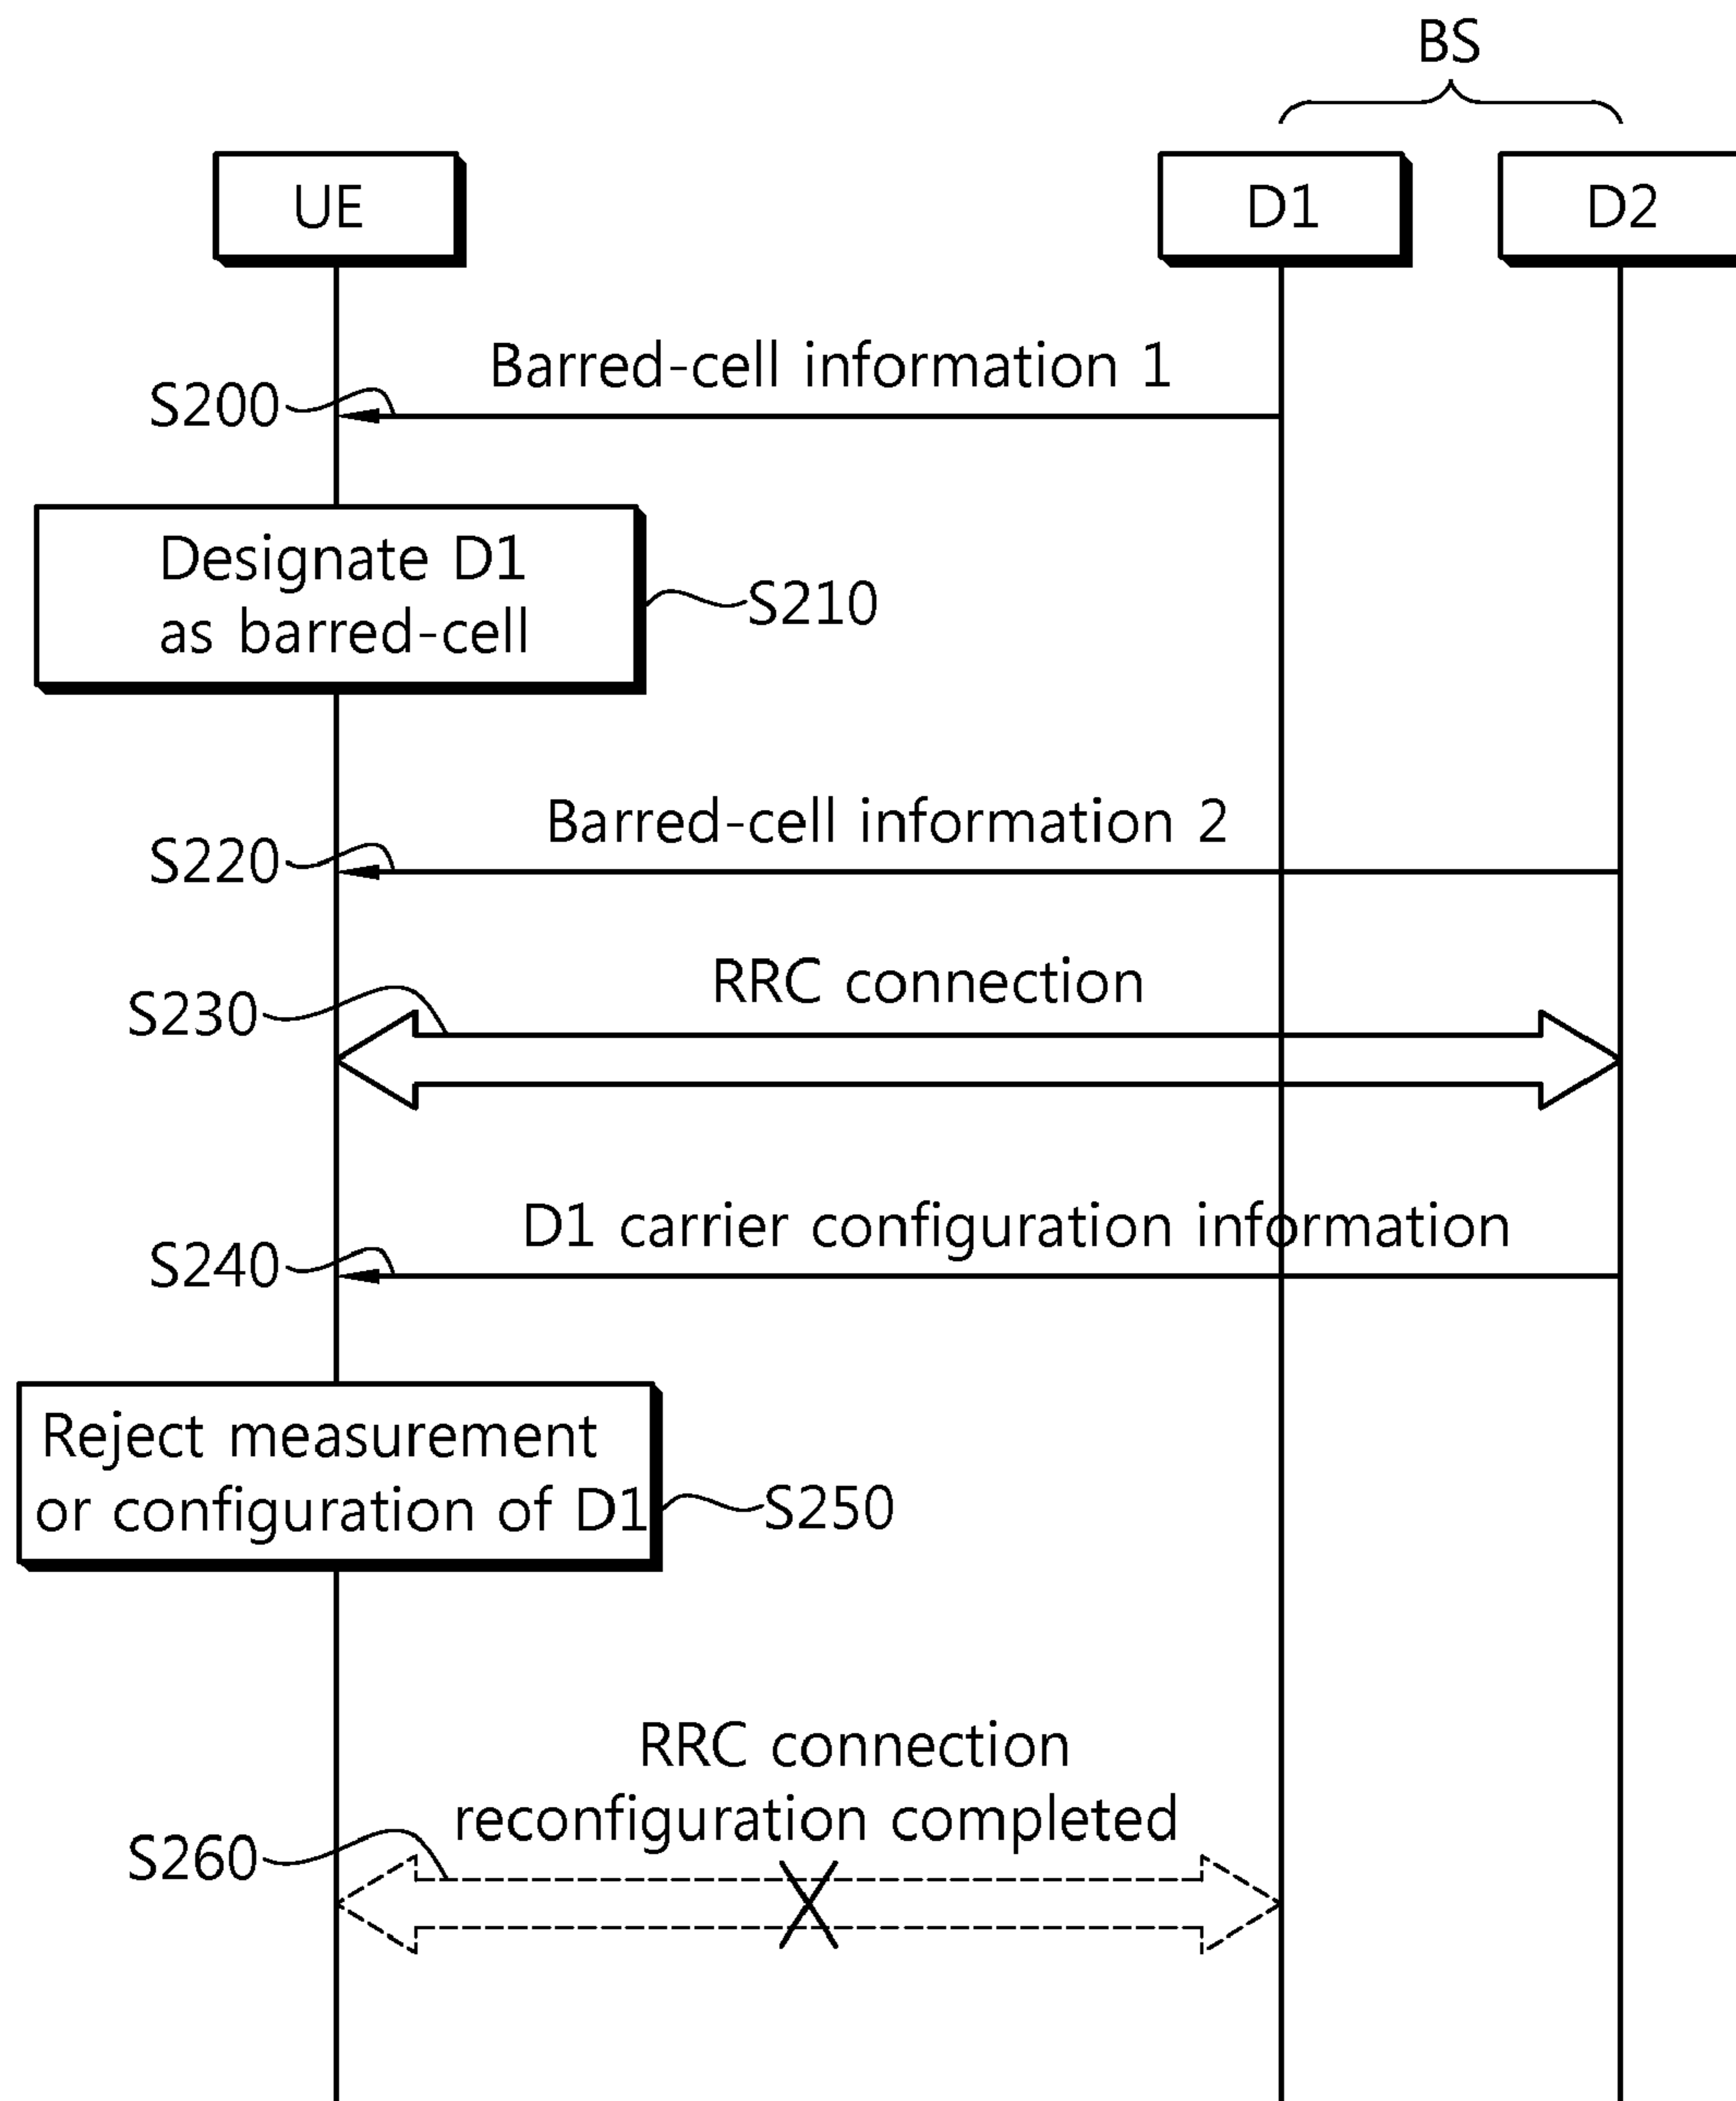 BS
UE
D1
D2
Barred-cell information 1
S200
Designate D1
as barred-cell
S210
Barred-cell information 2
S220
RRC connection
S230
D1 carrier configuration information
S240
Reject measurement
or configuration of D1
S250
RRC connection
reconfiguration completed
S260